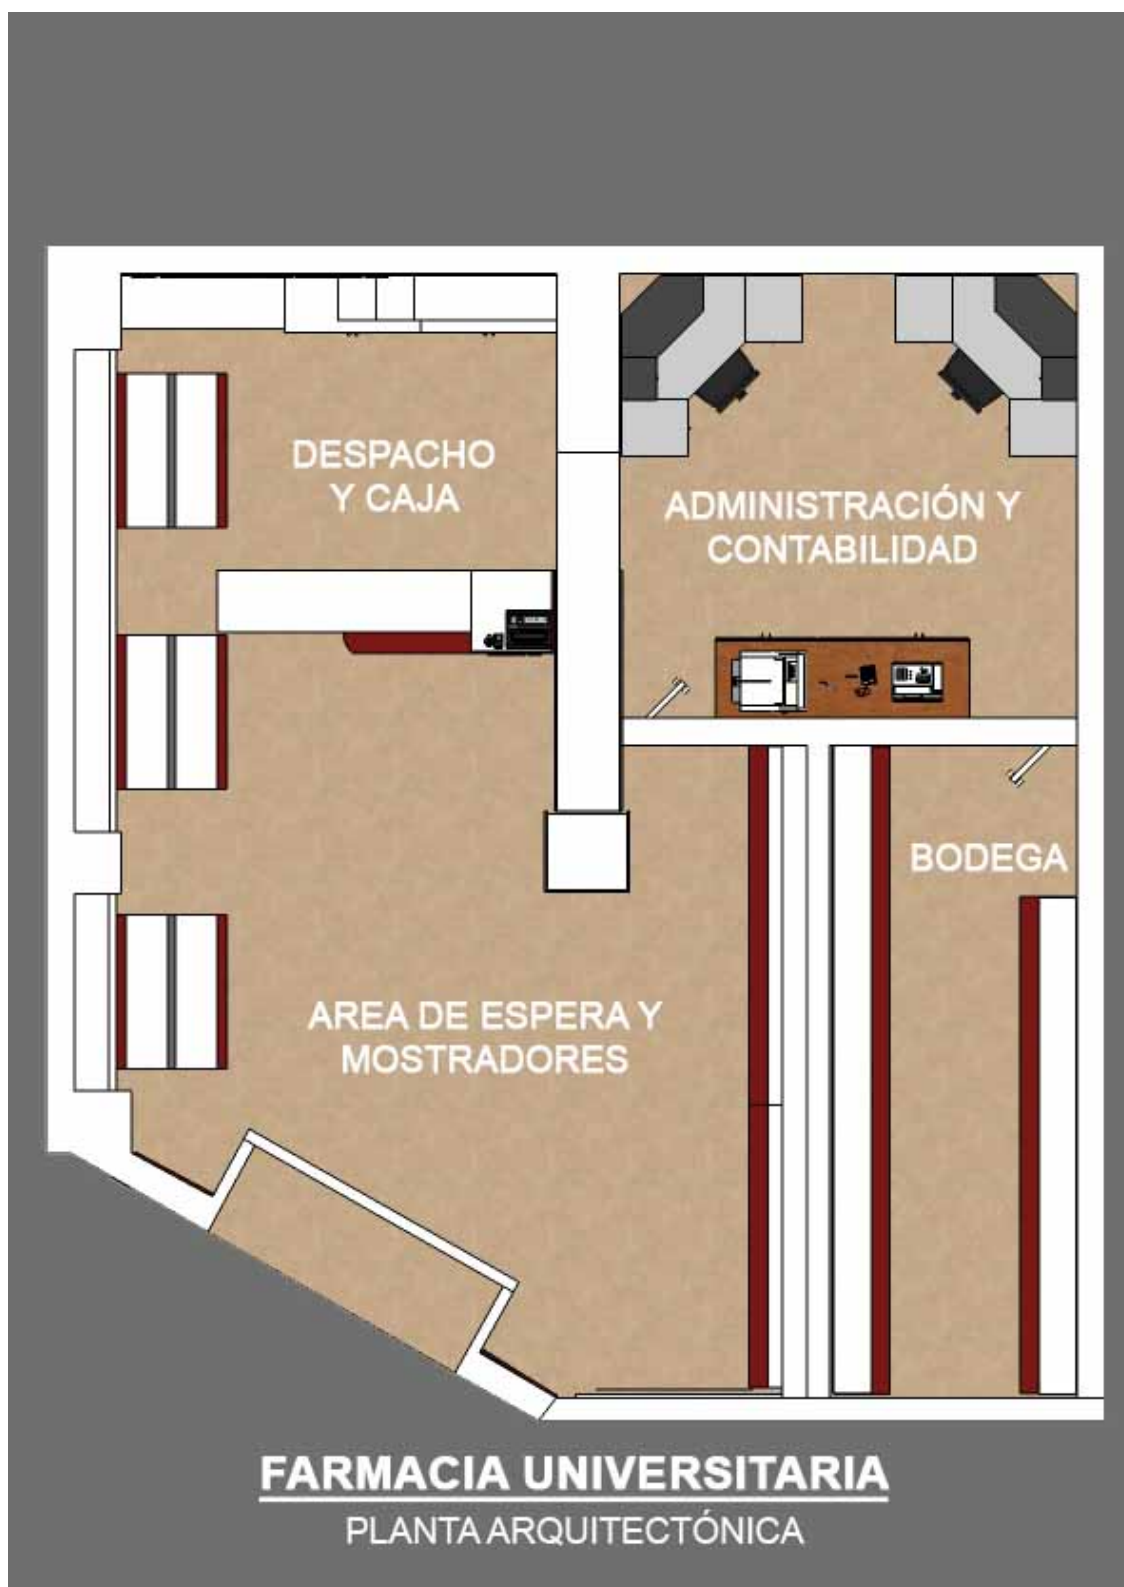 DESPACHO
Y CAJA
ADMINISTRACIÓN Y
CONTABILIDAD
BODEGA
AREA DE ESPERA Y
MOSTRADORES
FARMACIA UNIVERSITARIA
PLANTA ARQUITECTÓNICA